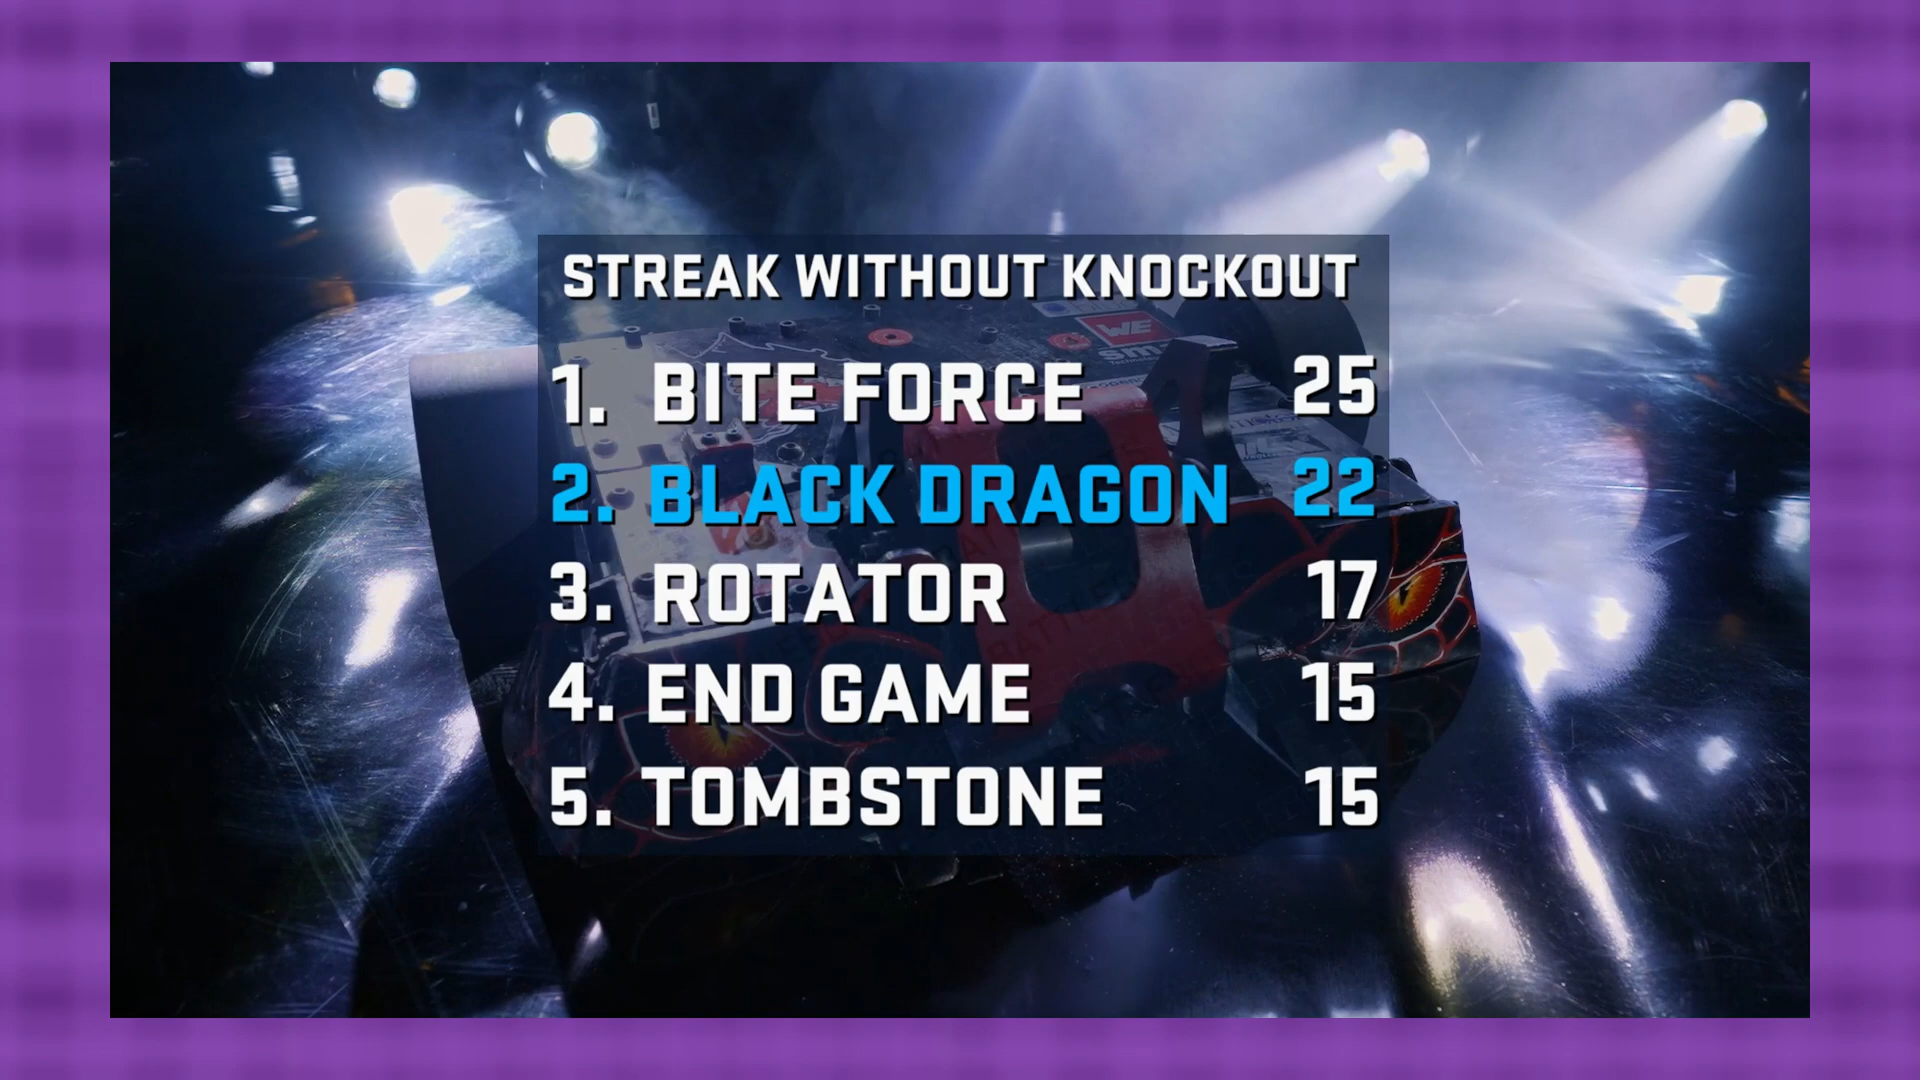 STREAK WITHOUT KNOCKOUT
1. BITE FORCE 25
2. BLACK DRAGON 22
3. ROTATOR 17
4. END GAME 15
5. TOMBSTONE 15
WE